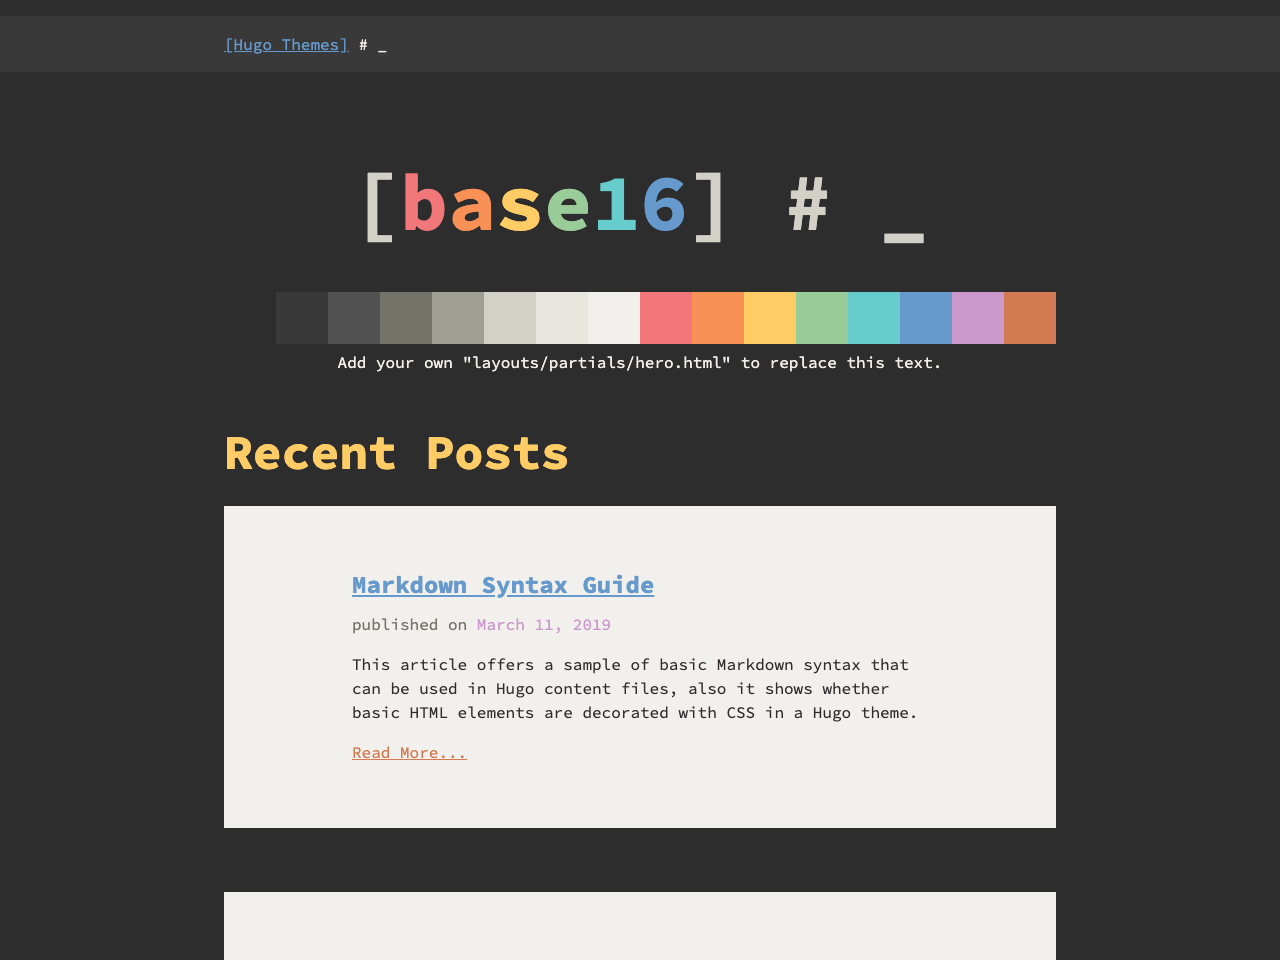 [Hugo Themes] # _
[base16] # _
Add your own "layouts/partials/hero.html" to replace this text.
Recent Posts
Markdown Syntax Guide
published on March 11, 2019
This article offers a sample of basic Markdown syntax that
can be used in Hugo content files, also it shows whether
basic HTML elements are decorated with CSS in a Hugo theme.
Read More...